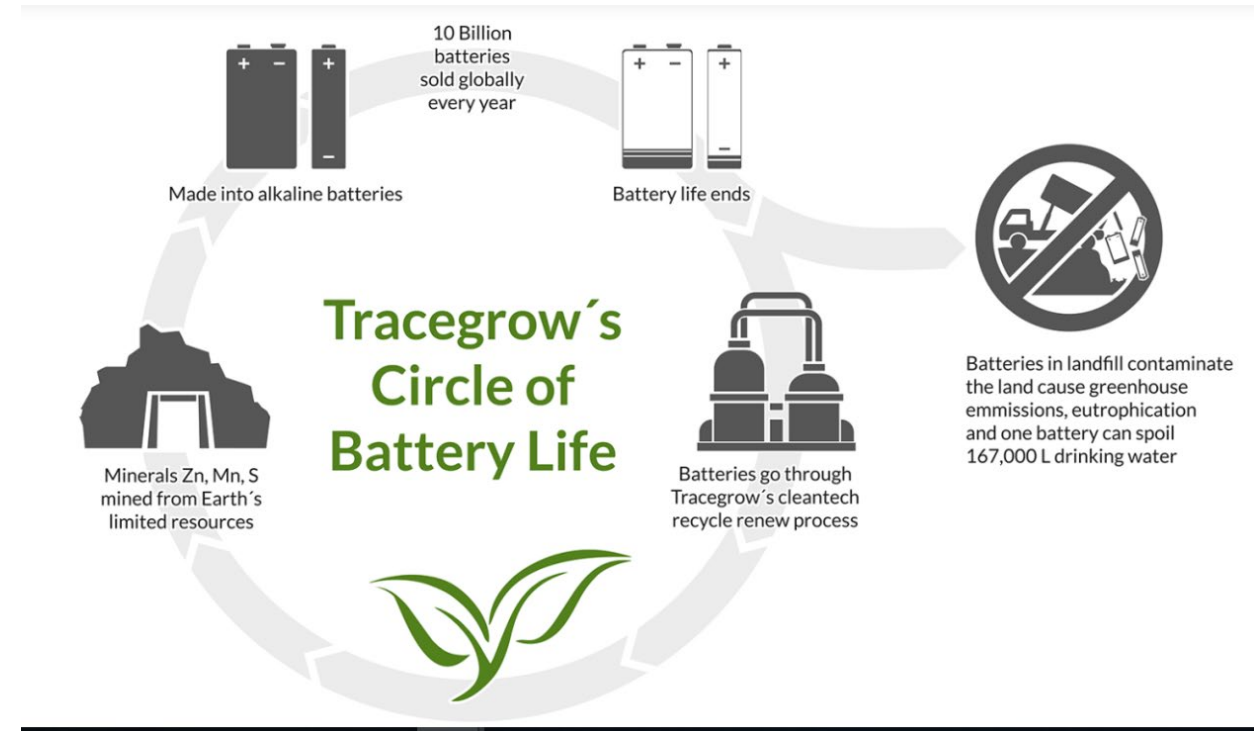 10 Billion
batteries
sold globally
every year
Made into alkaline batteries
Battery life ends
Tracegrow´s
Circle of
Battery Life
Minerals Zn, Mn, S
mined from Earth´s
limited resources
Batteries go through
Tracegrow´s cleantech
recycle renew process
Batteries in landfill contaminate
the land cause greenhouse
emmissions, eutrophication
and one battery can spoil
167,000 L drinking water